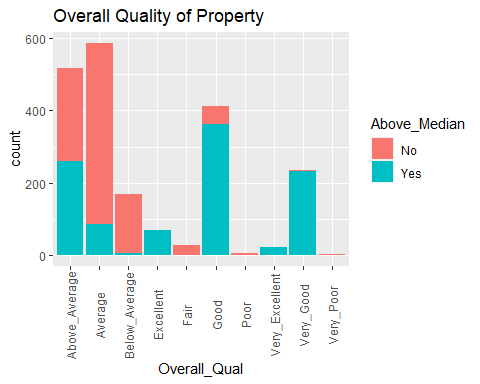 Overall Quality of Property
600
400
200
0
count
Above_Average
Average
Below_Average
Excellent
Fair
Good
Poor
Very_Excellent
Very_Good
Very_Poor
Overall_Qual
Above_Median
No
Yes